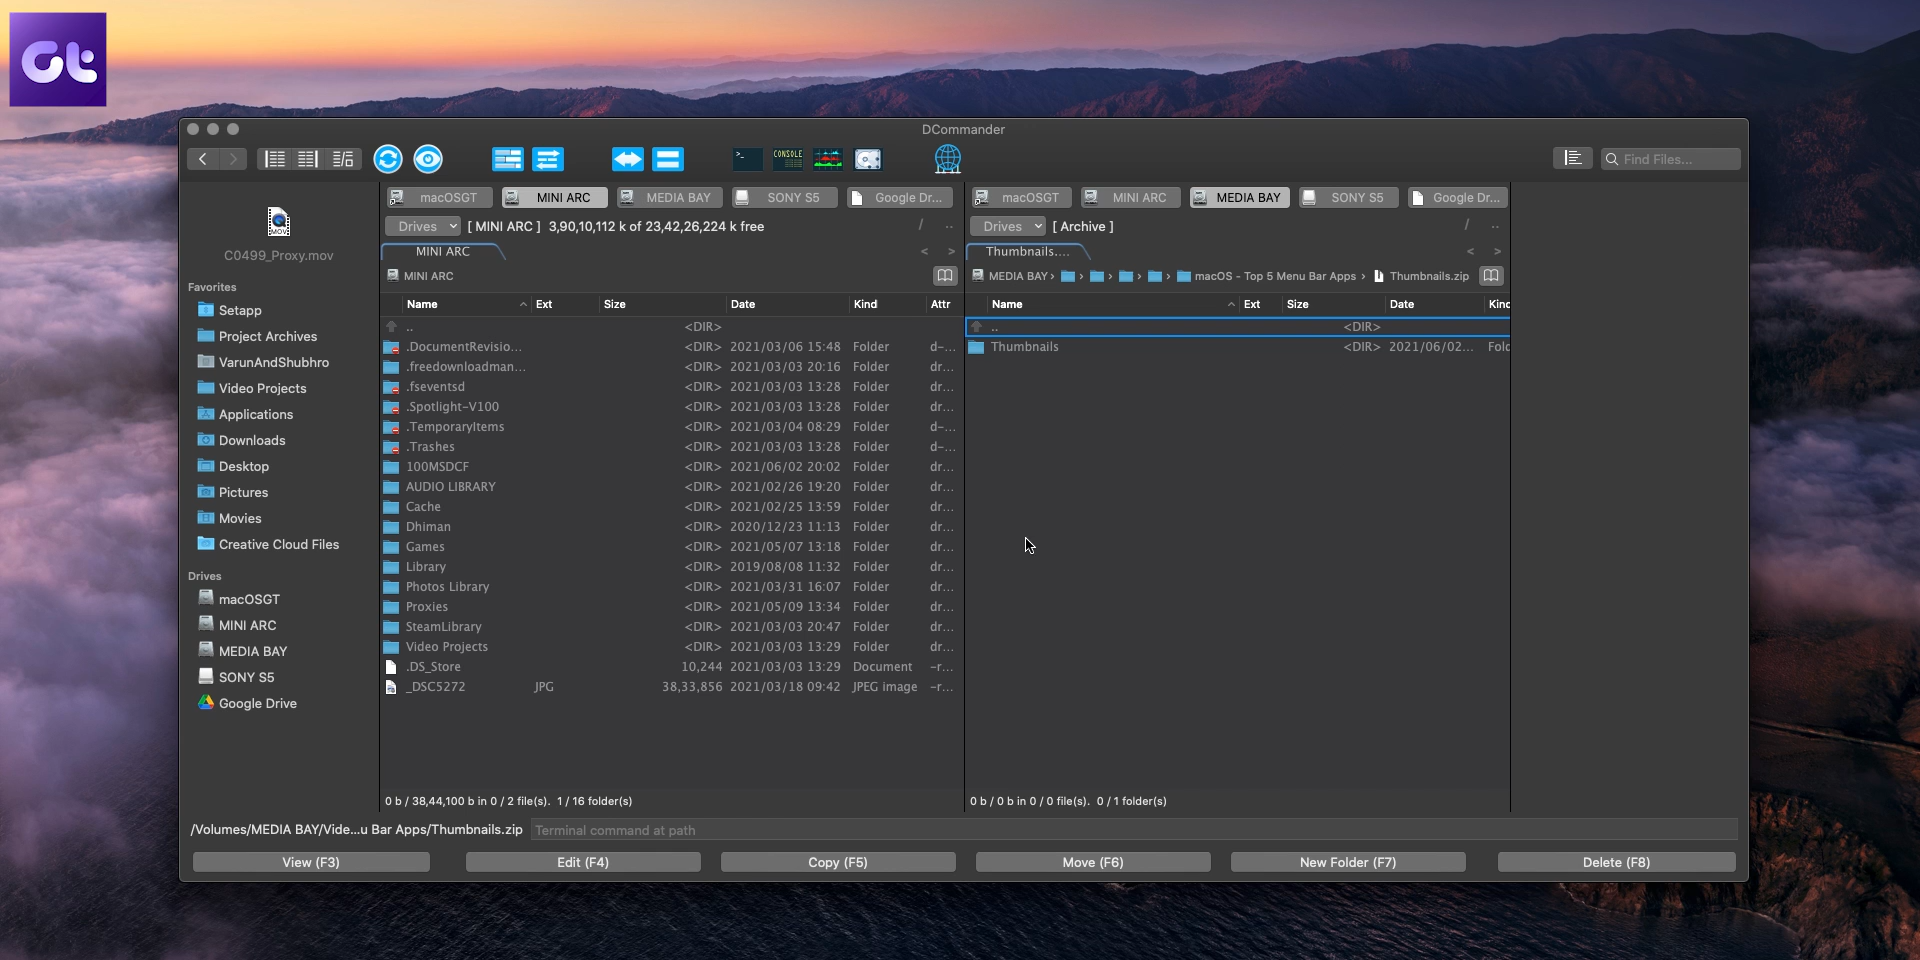 Gt
DCommander
CONSOLE
Find Files...
macOSGT MINI ARC MEDIA BAY SONY S5 Google Dr...
macOSGT MINI ARC MEDIA BAY SONY S5 Google Dr...
Drives [ MINI ARC ] 3,90,10,112 k of 23,42,26,224 k free / ..
Drives [ Archive ] / ..
MINI ARC < >
Thumbnails.... < >
MINI ARC
MEDIA BAY › › › › › macOS - Top 5 Menu Bar Apps › Thumbnails.zip
MOV
C0499_Proxy.mov
Favorites
Setapp
Project Archives
VarunAndShubhro
Video Projects
Applications
Downloads
Desktop
Pictures
Movies
Creative Cloud Files
Drives
macOSGT
MINI ARC
MEDIA BAY
SONY S5
Google Drive
Name Ext Size Date Kind Attr
.. <DIR>
.DocumentRevisio... <DIR> 2021/03/06 15:48 Folder d-...
.freedownloadman... <DIR> 2021/03/03 20:16 Folder dr...
.fseventsd <DIR> 2021/03/03 13:28 Folder dr...
.Spotlight-V100 <DIR> 2021/03/03 13:28 Folder dr...
.TemporaryItems <DIR> 2021/03/04 08:29 Folder d-...
.Trashes <DIR> 2021/03/03 13:28 Folder d-...
100MSDCF <DIR> 2021/06/02 20:02 Folder dr...
AUDIO LIBRARY <DIR> 2021/02/26 19:20 Folder dr...
Cache <DIR> 2021/02/25 13:59 Folder dr...
Dhiman <DIR> 2020/12/23 11:13 Folder dr...
Games <DIR> 2021/05/07 13:18 Folder dr...
Library <DIR> 2019/08/08 11:32 Folder dr...
Photos Library <DIR> 2021/03/31 16:07 Folder dr...
Proxies <DIR> 2021/05/09 13:34 Folder dr...
SteamLibrary <DIR> 2021/03/03 20:47 Folder dr...
Video Projects <DIR> 2021/03/03 13:29 Folder dr...
.DS_Store 10,244 2021/03/03 13:29 Document -r...
_DSC5272 JPG 38,33,856 2021/03/18 09:42 JPEG image -r...
0 b / 38,44,100 b in 0 / 2 file(s). 1 / 16 folder(s)
Name Ext Size Date Kind
.. <DIR>
Thumbnails <DIR> 2021/06/02... Fold
0 b / 0 b in 0 / 0 file(s). 0 / 1 folder(s)
/Volumes/MEDIA BAY/Vide...u Bar Apps/Thumbnails.zip Terminal command at path
View (F3) Edit (F4) Copy (F5) Move (F6) New Folder (F7) Delete (F8)